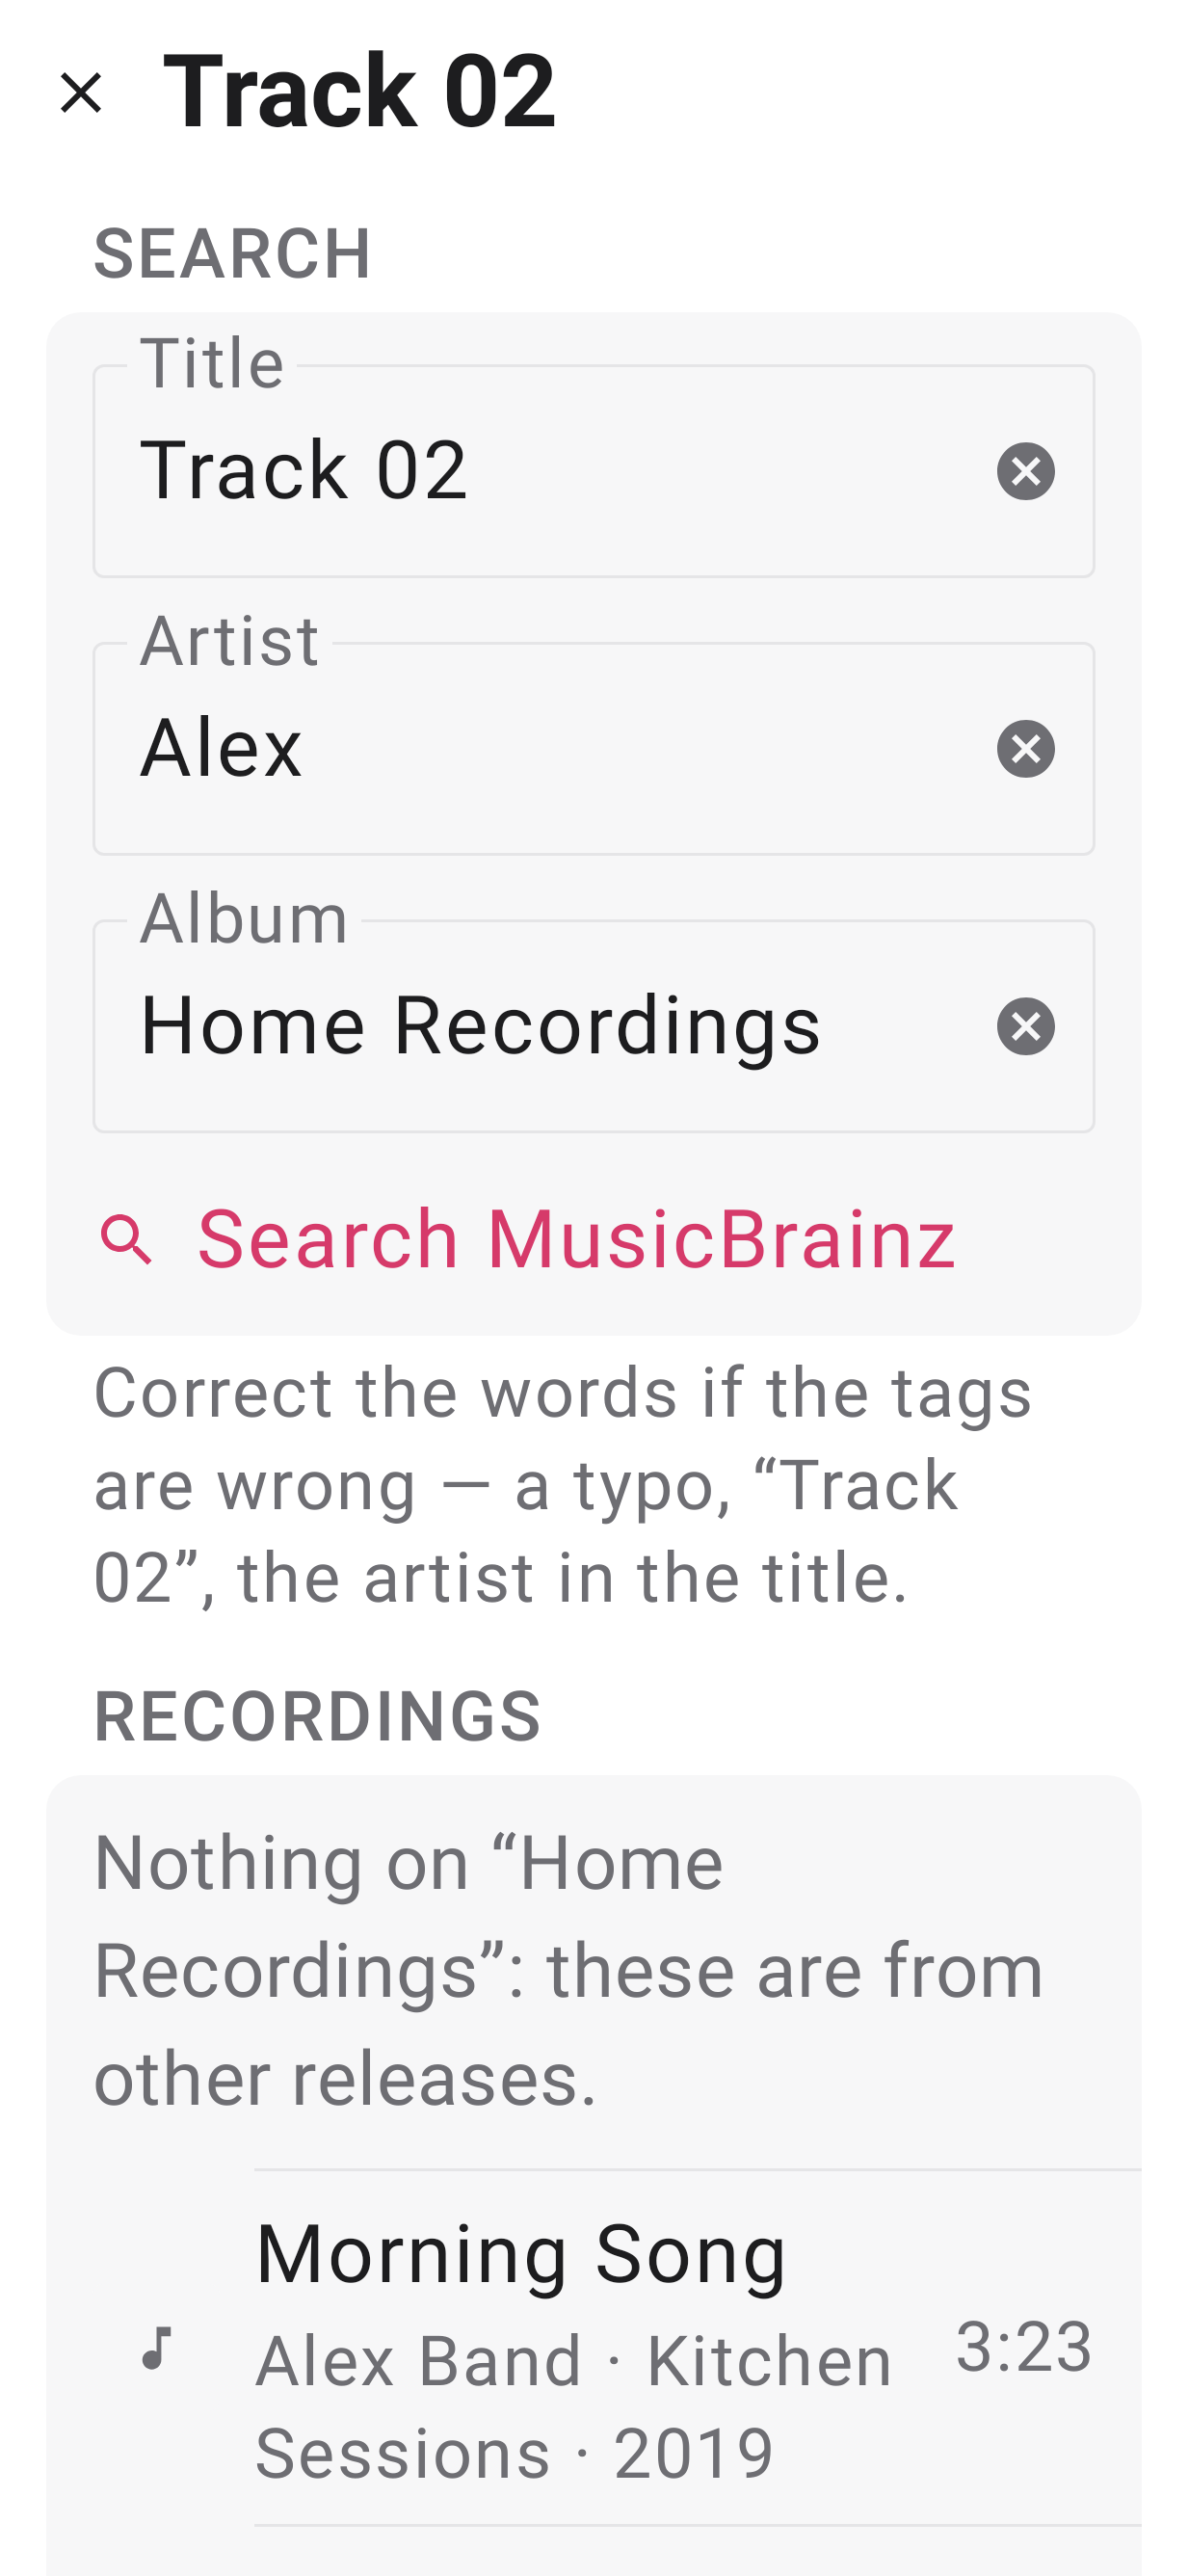 Track 02
SEARCH
Title
Track 02
Artist
Alex
Album
Home Recordings
Search MusicBrainz
Correct the words if the tags
are wrong — a typo, “Track
02”, the artist in the title.
RECORDINGS
Nothing on “Home
Recordings”: these are from
other releases.
Morning Song
Alex Band · Kitchen
Sessions · 2019
3:23